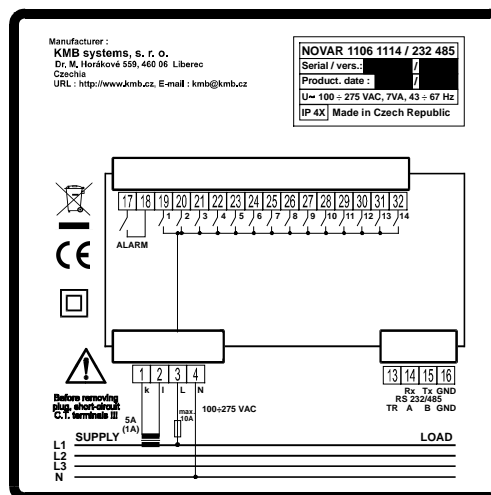 Manufacturer :
KMB systems, s. r. o.
Dr. M. Horákové 559, 460 06 Liberec
Czechia
URL : http://www.kmb.cz, E-mail : kmb@kmb.cz
NOVAR 1106 1114 / 232 485
Serial / vers.: /
Product. date : /
U~ 100 ÷ 275 VAC, 7VA, 43 ÷ 67 Hz
IP 4X Made in Czech Republic
17 18 19 20 21 22 23 24 25 26 27 28 29 30 31 32
1 2 3 4 5 6 7 8 9 10 11 12 13 14
ALARM
CE
1 2 3 4
k l L N
13 14 15 16
Rx Tx GND
RS 232/485
TR A B GND
Before removing
plug, short-circuit
C.T. terminals !!!
5A
(1A)
max.
10A
100÷275 VAC
SUPPLY LOAD
L1
L2
L3
N